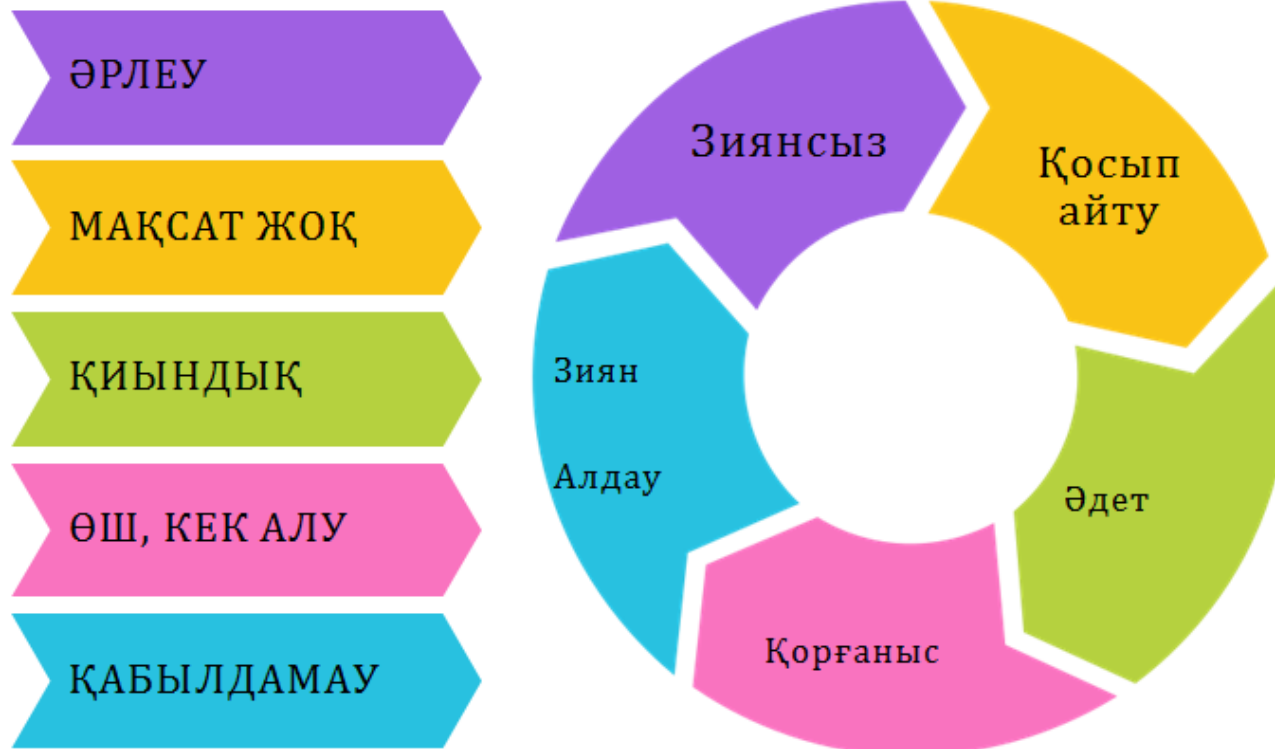 ӘРЛЕУ
МАҚСАТ ЖОҚ
ҚИЫНДЫҚ
ӨШ, КЕК АЛУ
ҚАБЫЛДАМАУ
Зиянсыз
Қосып
айту
Әдет
Қорғаныс
Зиян
Алдау